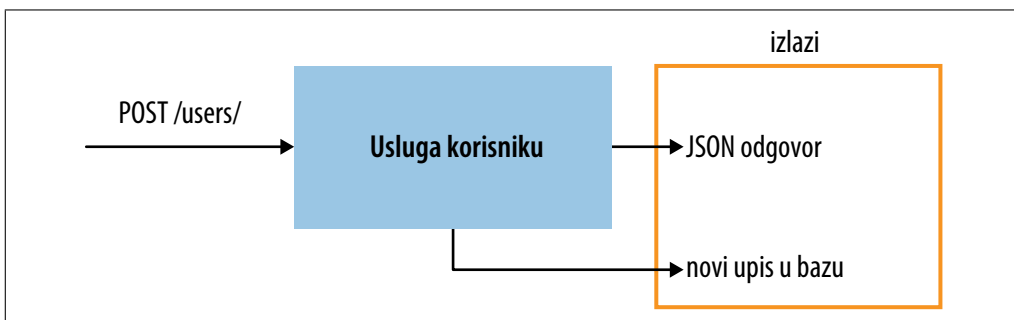 izlazi
POST /users/
Usluga korisniku
JSON odgovor
novi upis u bazu